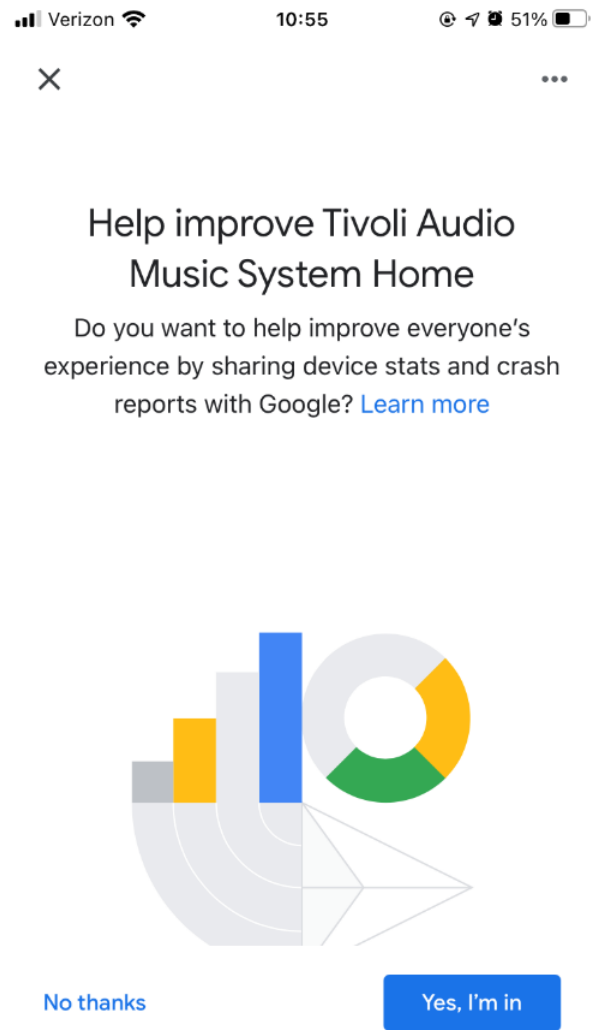 Verizon 10:55 51%
Help improve Tivoli Audio
Music System Home
Do you want to help improve everyone's
experience by sharing device stats and crash
reports with Google? Learn more
No thanks Yes, I'm in